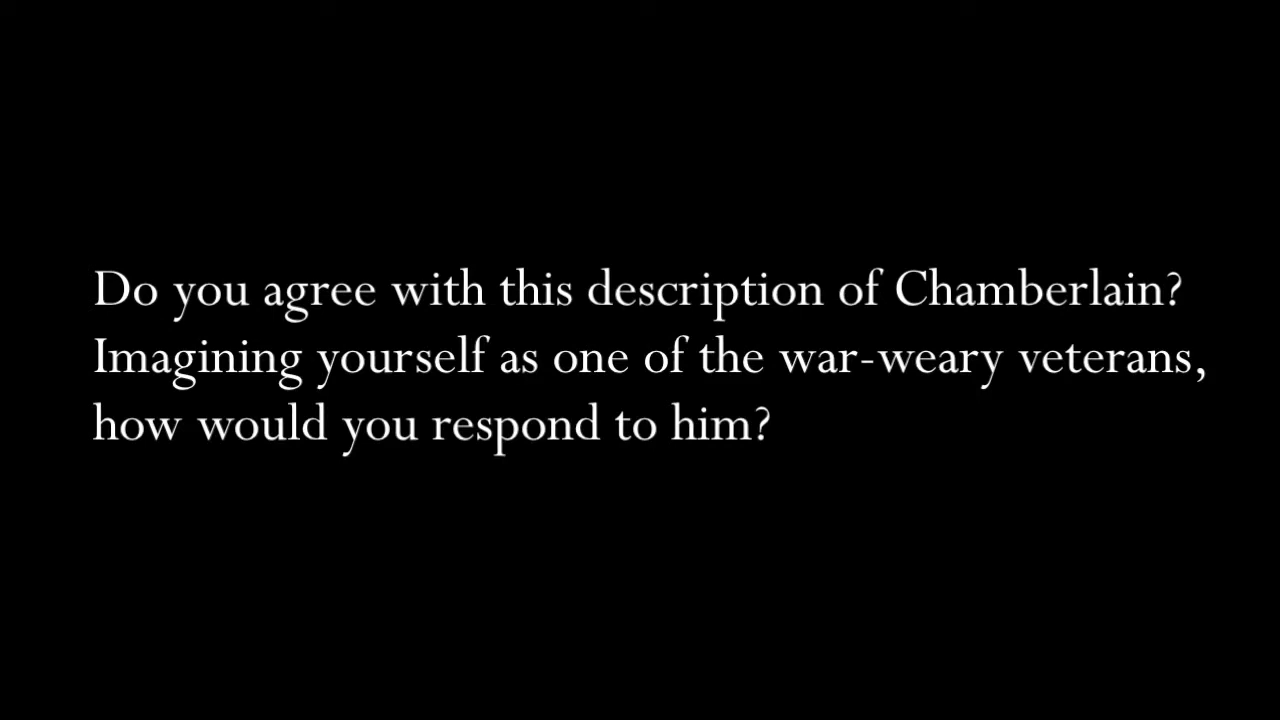 Do you agree with this description of Chamberlain?
Imagining yourself as one of the war-weary veterans,
how would you respond to him?